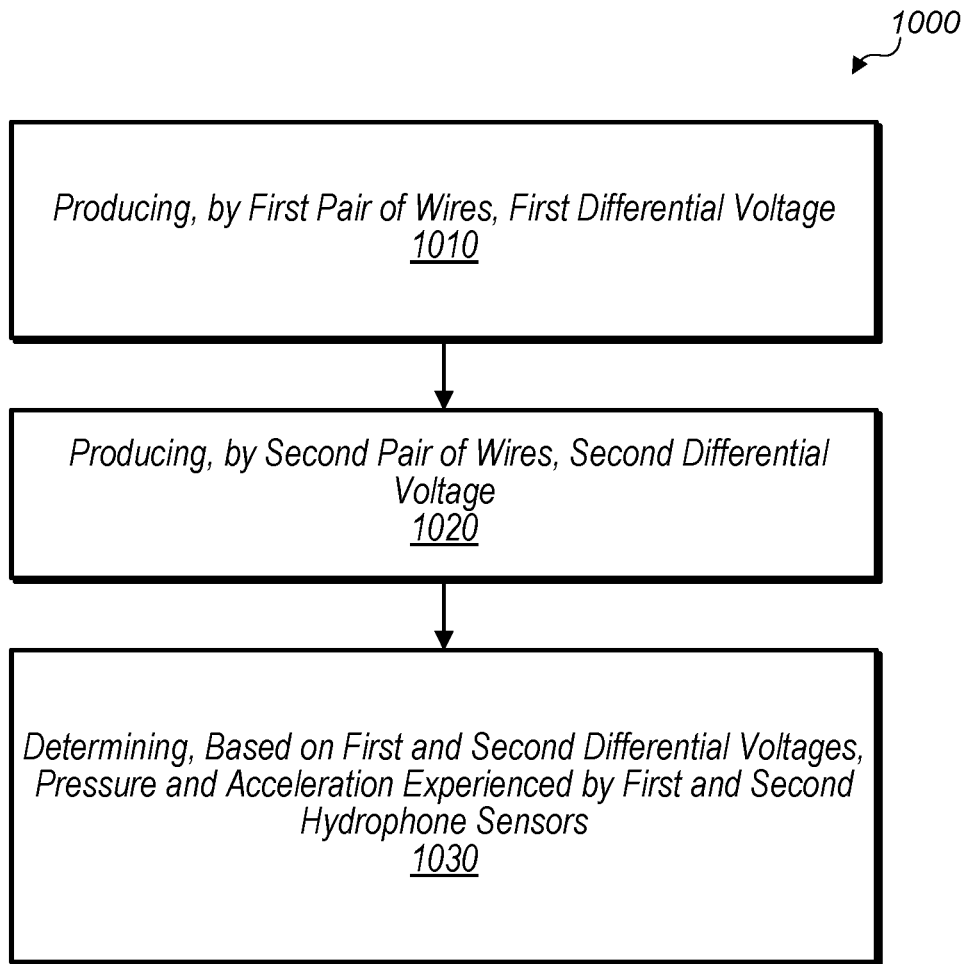 1000
Producing, by First Pair of Wires, First Differential Voltage
1010
Producing, by Second Pair of Wires, Second Differential
Voltage
1020
Determining, Based on First and Second Differential Voltages,
Pressure and Acceleration Experienced by First and Second
Hydrophone Sensors
1030